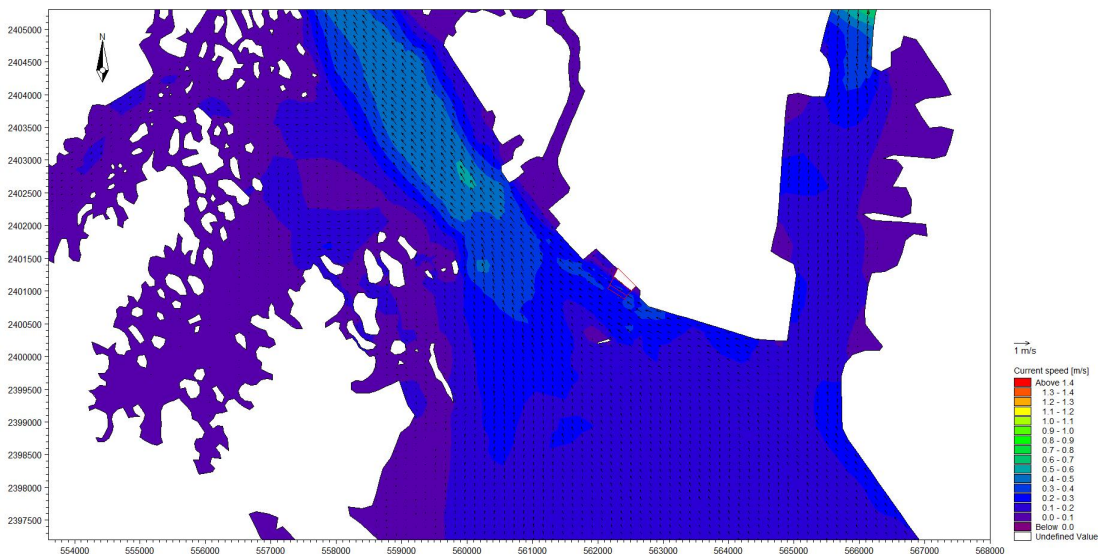 N
2405000
2404500
2404000
2403500
2403000
2402500
2402000
2401500
2401000
2400500
2400000
2399500
2399000
2398500
2398000
2397500
554000 555000 556000 557000 558000 559000 560000 561000 562000 563000 564000 565000 566000 567000 568000
1 m/s
Current speed [m/s]
Above 1.4
1.3 - 1.4
1.2 - 1.3
1.1 - 1.2
1.0 - 1.1
0.9 - 1.0
0.8 - 0.9
0.7 - 0.8
0.6 - 0.7
0.5 - 0.6
0.4 - 0.5
0.3 - 0.4
0.2 - 0.3
0.1 - 0.2
0.0 - 0.1
Below 0.0
Undefined Value